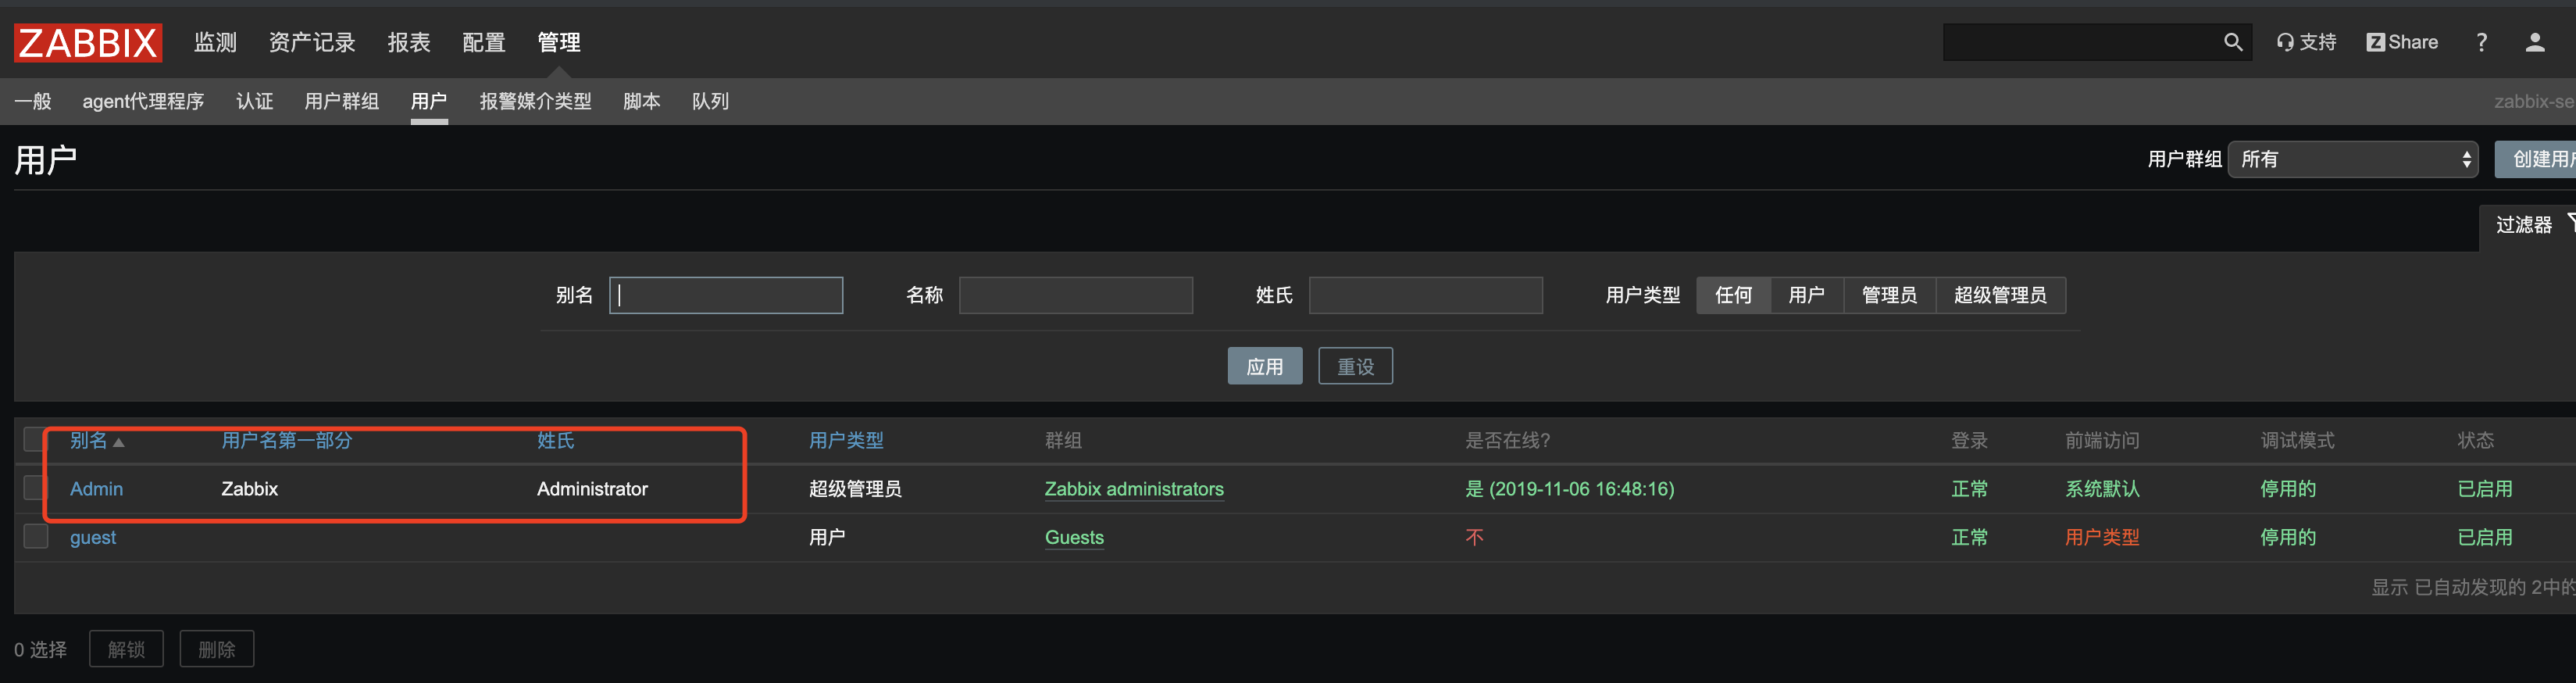 ZABBIX 监测 资产记录 报表 配置 管理 支持 Z Share ?
一般 agent代理程序 认证 用户群组 用户 报警媒介类型 脚本 队列 zabbix-se
用户 用户群组 所有 创建用户
过滤器
别名 名称 姓氏 用户类型 任何 用户 管理员 超级管理员
应用 重设
别名 用户名第一部分 姓氏 用户类型 群组 是否在线? 登录 前端访问 调试模式 状态
Admin Zabbix Administrator 超级管理员 Zabbix administrators 是 (2019-11-06 16:48:16) 正常 系统默认 停用的 已启用
guest 用户 Guests 不 正常 用户类型 停用的 已启用
显示 已自动发现的 2中的
0 选择 解锁 删除